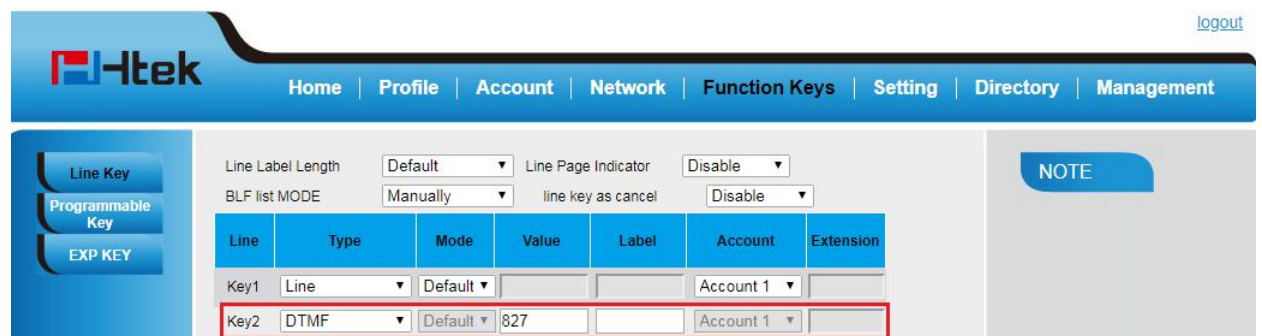 logout
Htek
Home | Profile | Account | Network | Function Keys | Setting | Directory | Management
Line Key
Programmable Key
EXP KEY
Line Label Length Default Line Page Indicator Disable
BLF list MODE Manually line key as cancel Disable
NOTE
Line Type Mode Value Label Account Extension
Key1 Line Default Account 1
Key2 DTMF Default 827 Account 1